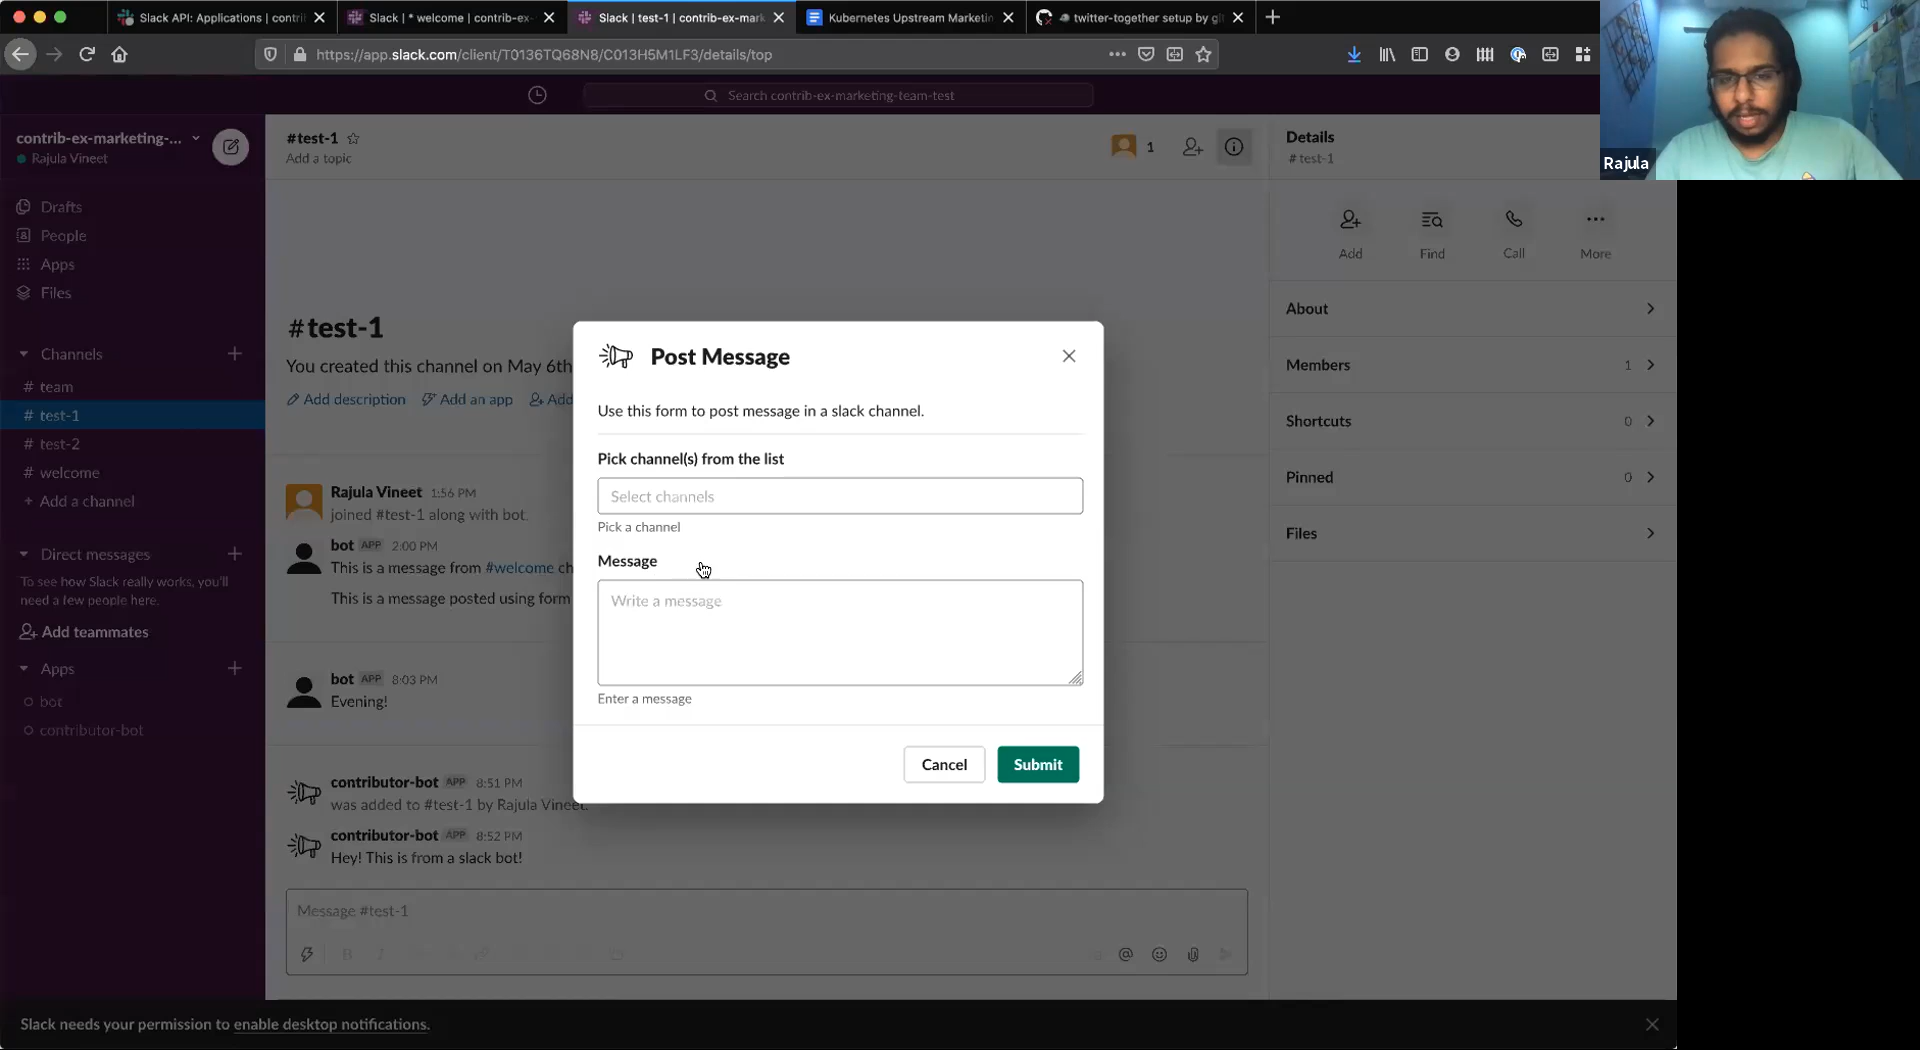 Slack API: Applications | contri
Slack | * welcome | contrib-ex-
Slack | test-1 | contrib-ex-mark
Kubernetes Upstream Marketin
twitter-together setup by gi
https://app.slack.com/client/T0136TQ68N8/C013H5M1LF3/details/top
Search contrib-ex-marketing-team-test
Rajula
contrib-ex-marketing-...
Rajula Vineet
Drafts
People
Apps
Files
Channels
# team
# test-1
# test-2
# welcome
+ Add a channel
Direct messages
To see how Slack really works, you'll
need a few people here.
Add teammates
Apps
bot
contributor-bot
#test-1
Add a topic
1
#test-1
You created this channel on May 6th
Add description
Add an app
Add
Rajula Vineet 1:56 PM
joined #test-1 along with bot.
bot APP 2:00 PM
This is a message from #welcome ch
This is a message posted using form
bot APP 8:03 PM
Evening!
contributor-bot APP 8:51 PM
was added to #test-1 by Rajula Vineet.
contributor-bot APP 8:52 PM
Hey! This is from a slack bot!
Message #test-1
Post Message
Use this form to post message in a slack channel.
Pick channel(s) from the list
Select channels
Pick a channel
Message
Write a message
Enter a message
Cancel
Submit
Details
# test-1
Add
Find
Call
More
About
Members 1
Shortcuts 0
Pinned 0
Files
Slack needs your permission to enable desktop notifications.